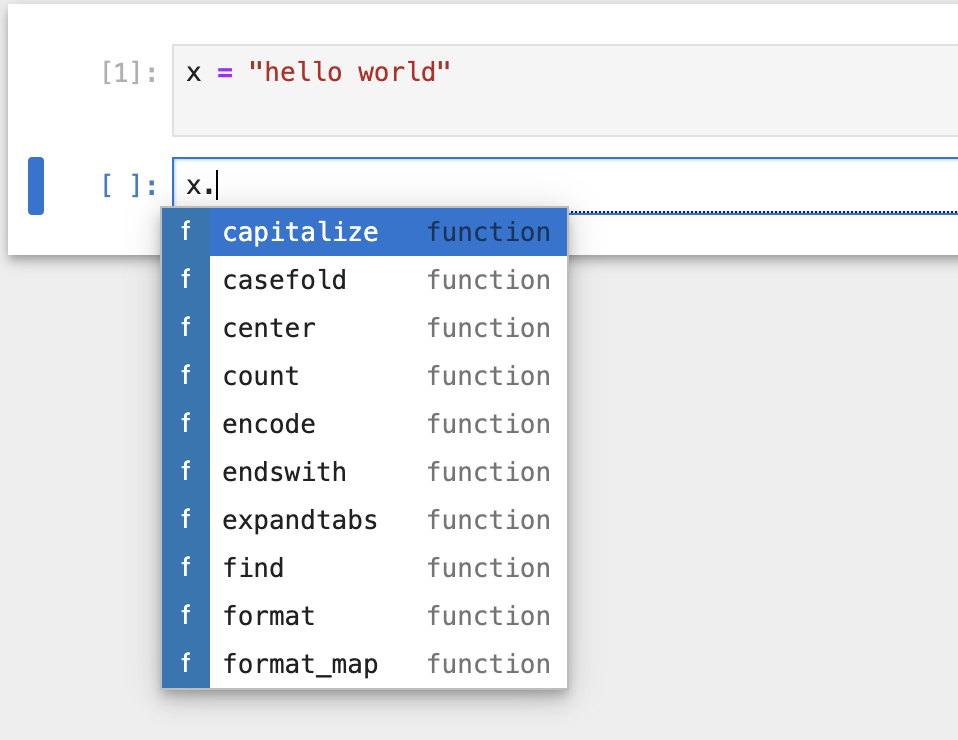 [1]: x = "hello world"
[ ]: x.
f capitalize function
f casefold function
f center function
f count function
f encode function
f endswith function
f expandtabs function
f find function
f format function
f format_map function